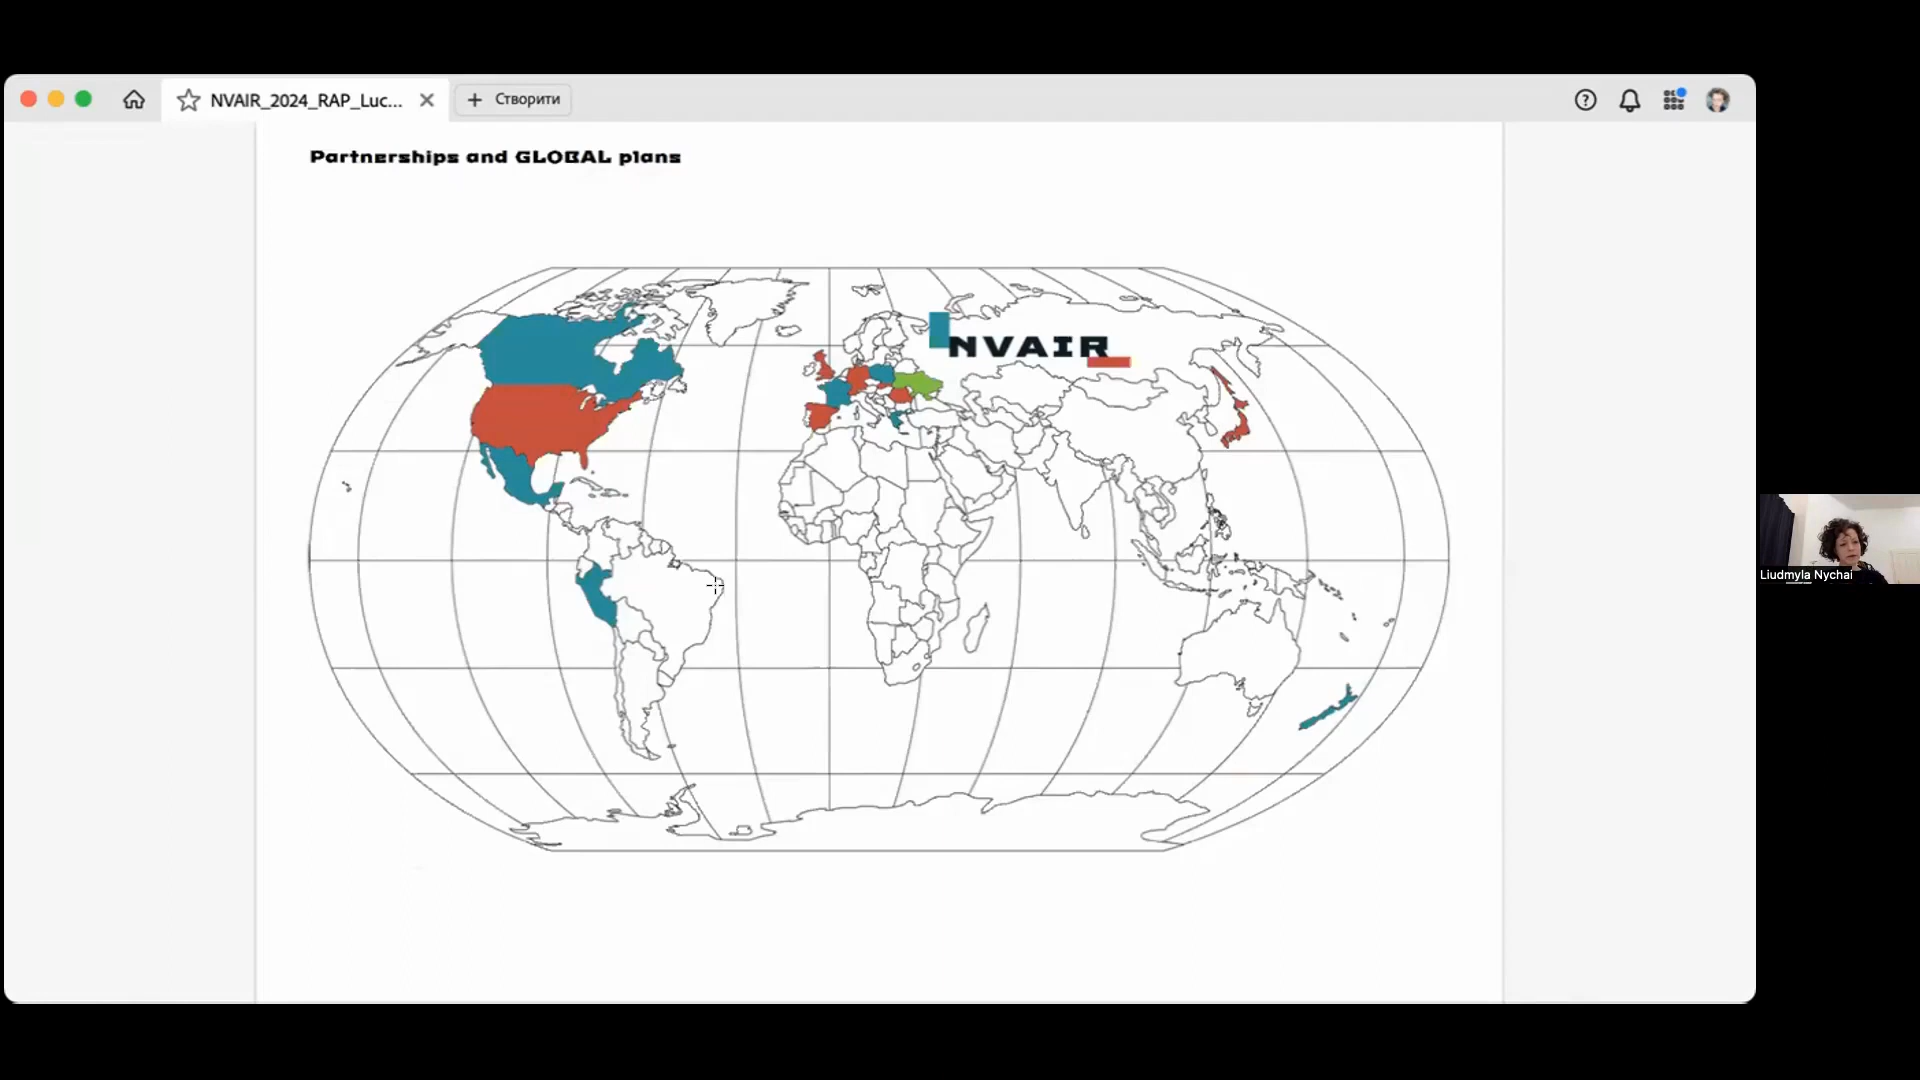 NVAIR_2024_RAP_Luc...
Створити
Partnerships and GLOBAL plans
NVAIR
Liudmyla Nychai